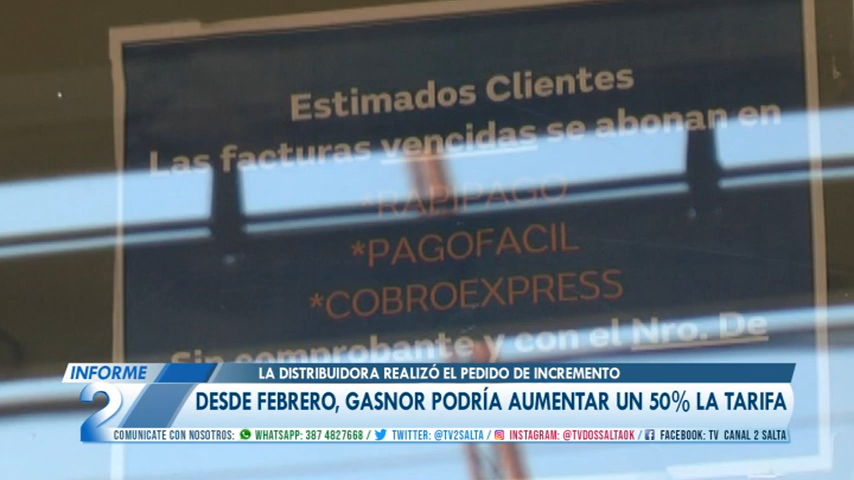 Estimados Clientes
Las facturas vencidas se abonan en
*RAPIPAGO
*PAGOFACIL
*COBROEXPRESS
Sin comprobante y con el Nro. De
INFORME
2
LA DISTRIBUIDORA REALIZÓ EL PEDIDO DE INCREMENTO
DESDE FEBRERO, GASNOR PODRÍA AUMENTAR UN 50% LA TARIFA
COMUNICATE CON NOSOTROS: WHATSAPP: 387 4827668 / TWITTER: @TV2SALTA / INSTAGRAM: @TVDOSSALTAOK / FACEBOOK: TV CANAL 2 SALTA